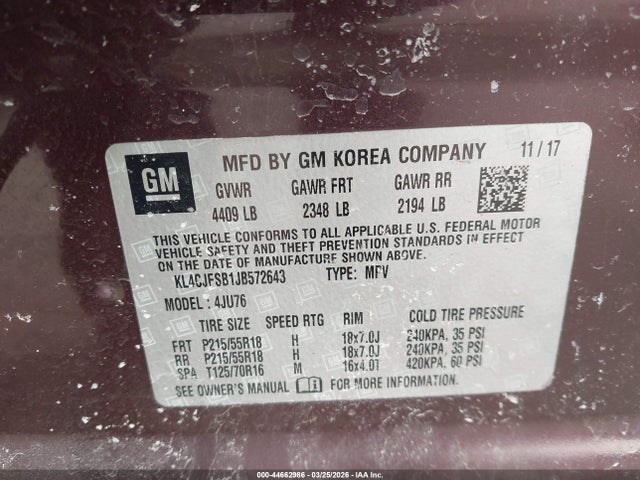 GM
MFD BY GM KOREA COMPANY 11/17
GVWR GAWR FRT GAWR RR
4409 LB 2348 LB 2194 LB
THIS VEHICLE CONFORMS TO ALL APPLICABLE U.S. FEDERAL MOTOR
VEHICLE SAFETY AND THEFT PREVENTION STANDARDS IN EFFECT
ON THE DATE OF MANUFACTURE SHOWN ABOVE.
KL4CJFSB1JB572643 TYPE: MFV
MODEL: 4JU76
TIRE SIZE SPEED RTG RIM COLD TIRE PRESSURE
FRT P215/55R18 H 18x7.0J 240KPA, 35 PSI
RR P215/55R18 H 18x7.0J 240KPA, 35 PSI
SPA T125/70R16 M 16x4.0T 420KPA, 60 PSI
SEE OWNER'S MANUAL FOR MORE INFORMATION.
000-44662986 - 03/25/2026 - IAA Inc.